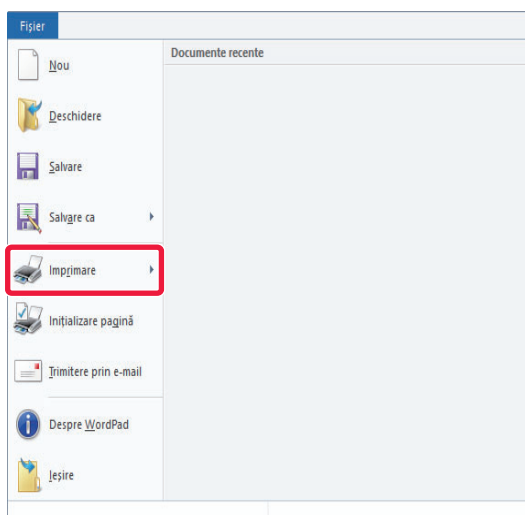 Fișier
Documente recente
Nou
Deschidere
Salvare
Salvare ca
Imprimare
Inițializare pagină
Trimitere prin e-mail
Despre WordPad
Ieșire